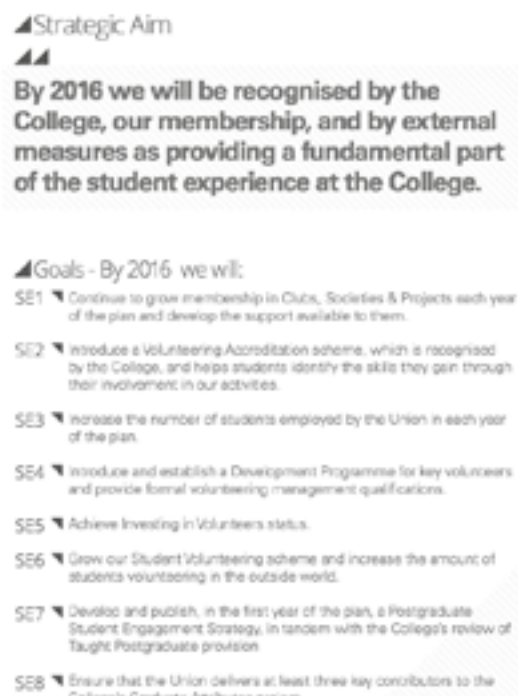 Strategic Aim
By 2016 we will be recognised by the
College, our membership, and by external
measures as providing a fundamental part
of the student experience at the College.
Goals - By 2016 we will:
SE1 Continue to grow membership in Clubs, Societies & Projects each year
of the plan and develop the support available to them.
SE2 Introduce a Volunteering Accreditation scheme, which is recognised
by the College, and helps students identify the skills they gain through
their involvement in our activities.
SE3 Increase the number of students employed by the Union in each year
of the plan.
SE4 Introduce and establish a Development Programme for key volunteers
and provide formal volunteering management qualifications.
SE5 Achieve Investing in Volunteers status.
SE6 Grow our Student Volunteering scheme and increase the amount of
students volunteering in the outside world.
SE7 Develop and publish, in the first year of the plan, a Postgraduate
Student Engagement Strategy, in tandem with the College's review of
Taught Postgraduate provision
SE8 Ensure that the Union delivers at least three key contributors to the
College's Graduate Attributes project